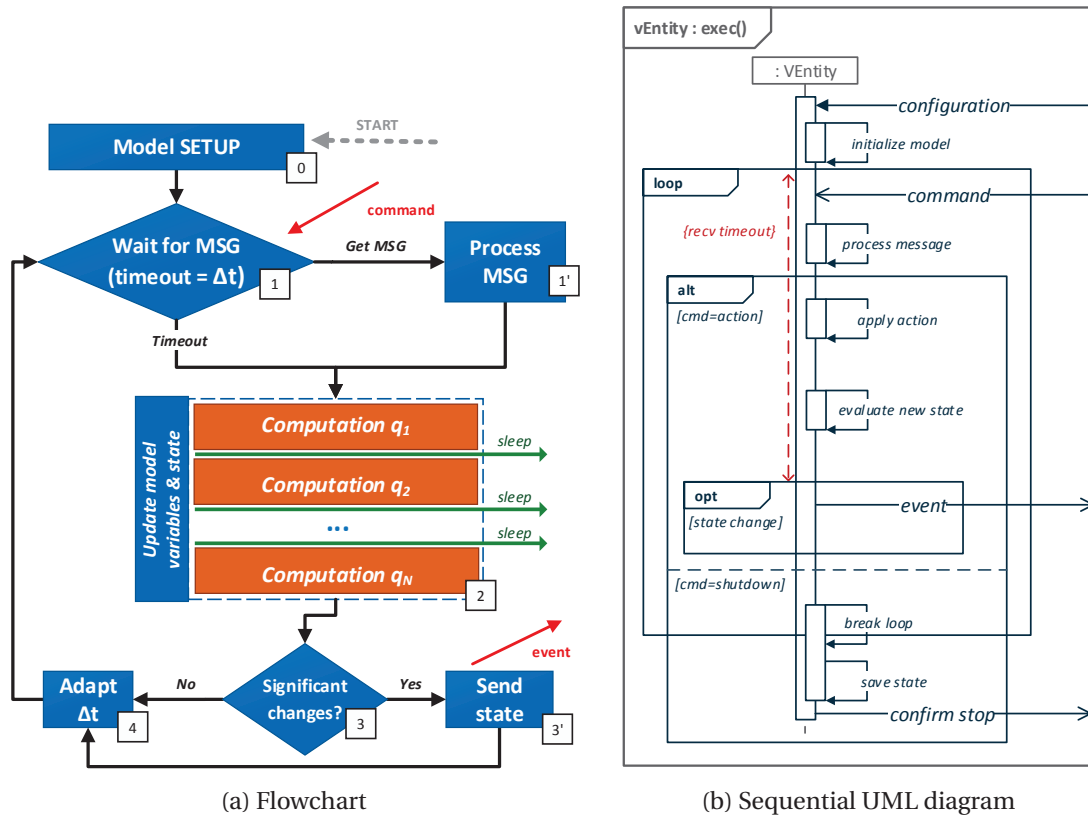 START
Model SETUP
0
command
Wait for MSG
(timeout = Δt)
1
Get MSG
Process
MSG
1'
Timeout
Update model
variables & state
Computation q1
sleep
Computation q2
sleep
...
sleep
Computation qN
2
event
Adapt
Δt
4
No
Significant
changes?
3
Yes
Send
state
3'
(a) Flowchart
vEntity : exec()
: VEntity
configuration
initialize model
loop
command
{recv timeout}
process message
alt
[cmd=action]
apply action
evaluate new state
opt
[state change]
event
[cmd=shutdown]
break loop
save state
confirm stop
(b) Sequential UML diagram